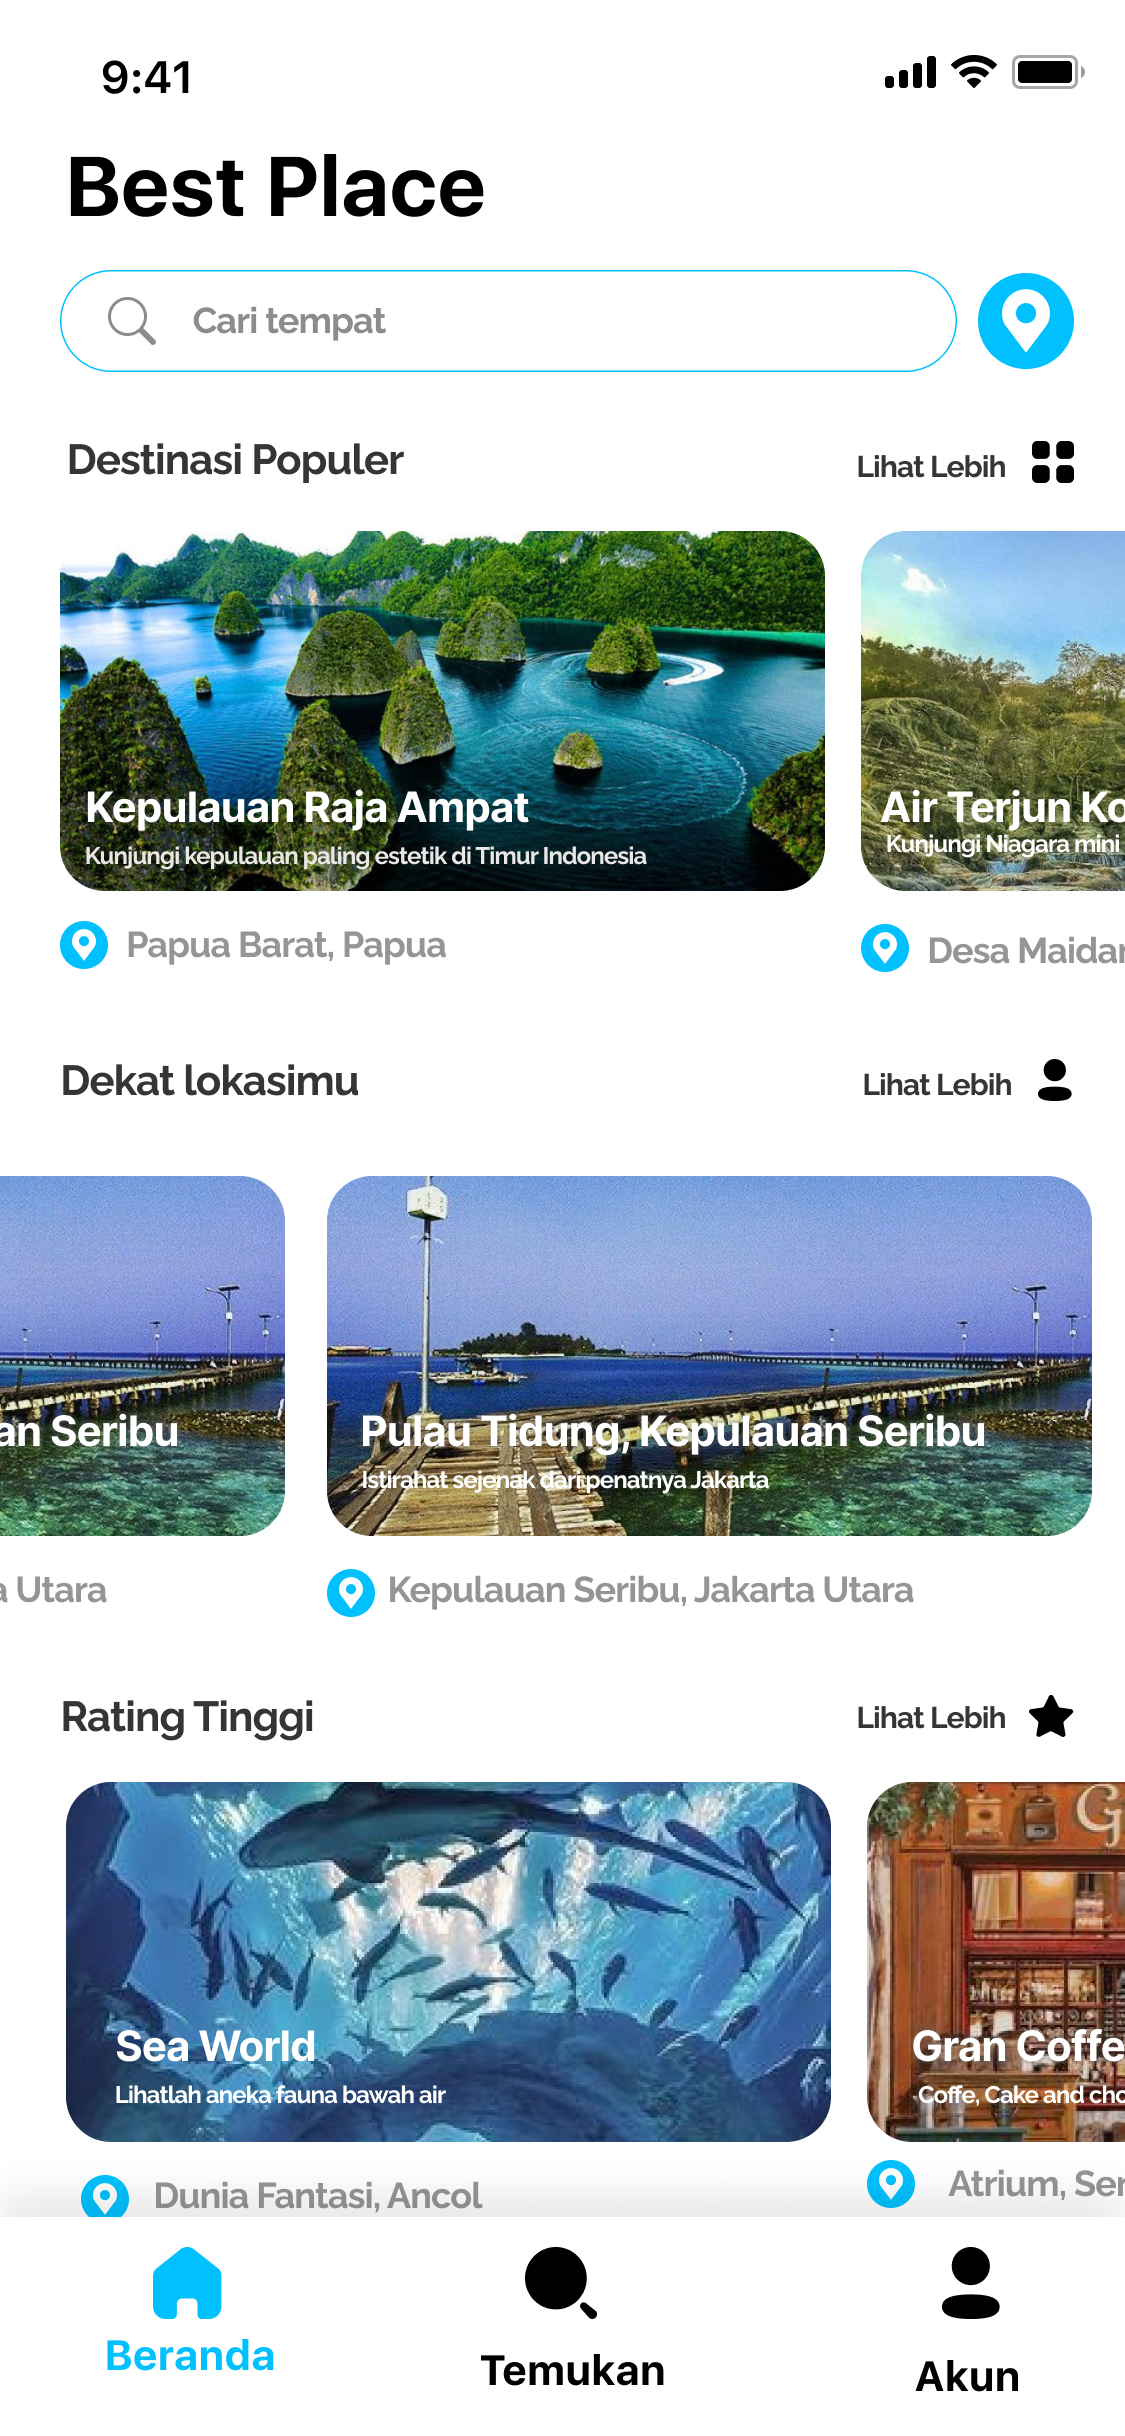 9:41
Best Place
Cari tempat
Destinasi Populer
Lihat Lebih
Kepulauan Raja Ampat
Kunjungi kepulauan paling estetik di Timur Indonesia
Air Terjun Ko
Kunjungi Niagara mini
Papua Barat, Papua
Desa Maidan
Dekat lokasimu
Lihat Lebih
an Seribu
Pulau Tidung, Kepulauan Seribu
Istirahat sejenak dari penatnya Jakarta
a Utara
Kepulauan Seribu, Jakarta Utara
Rating Tinggi
Lihat Lebih
G
Sea World
Lihatlah aneka fauna bawah air
Gran Coffe
Coffe, Cake and cho
Dunia Fantasi, Ancol
Atrium, Sen
Beranda
Temukan
Akun